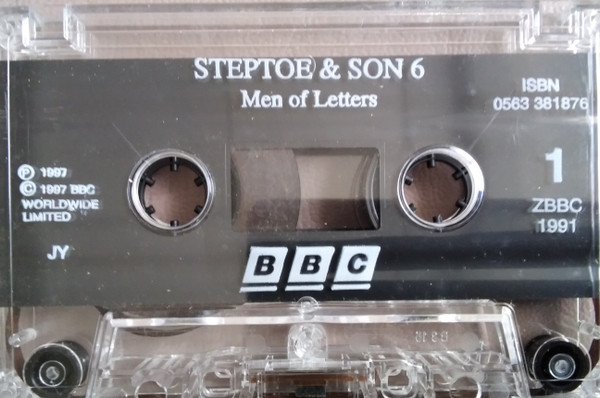 STEPTOE & SON 6
Men of Letters
ISBN
0563 381876
℗ 1997
© 1997 BBC
WORLDWIDE
LIMITED
JY
1
ZBBC
1991
BBC